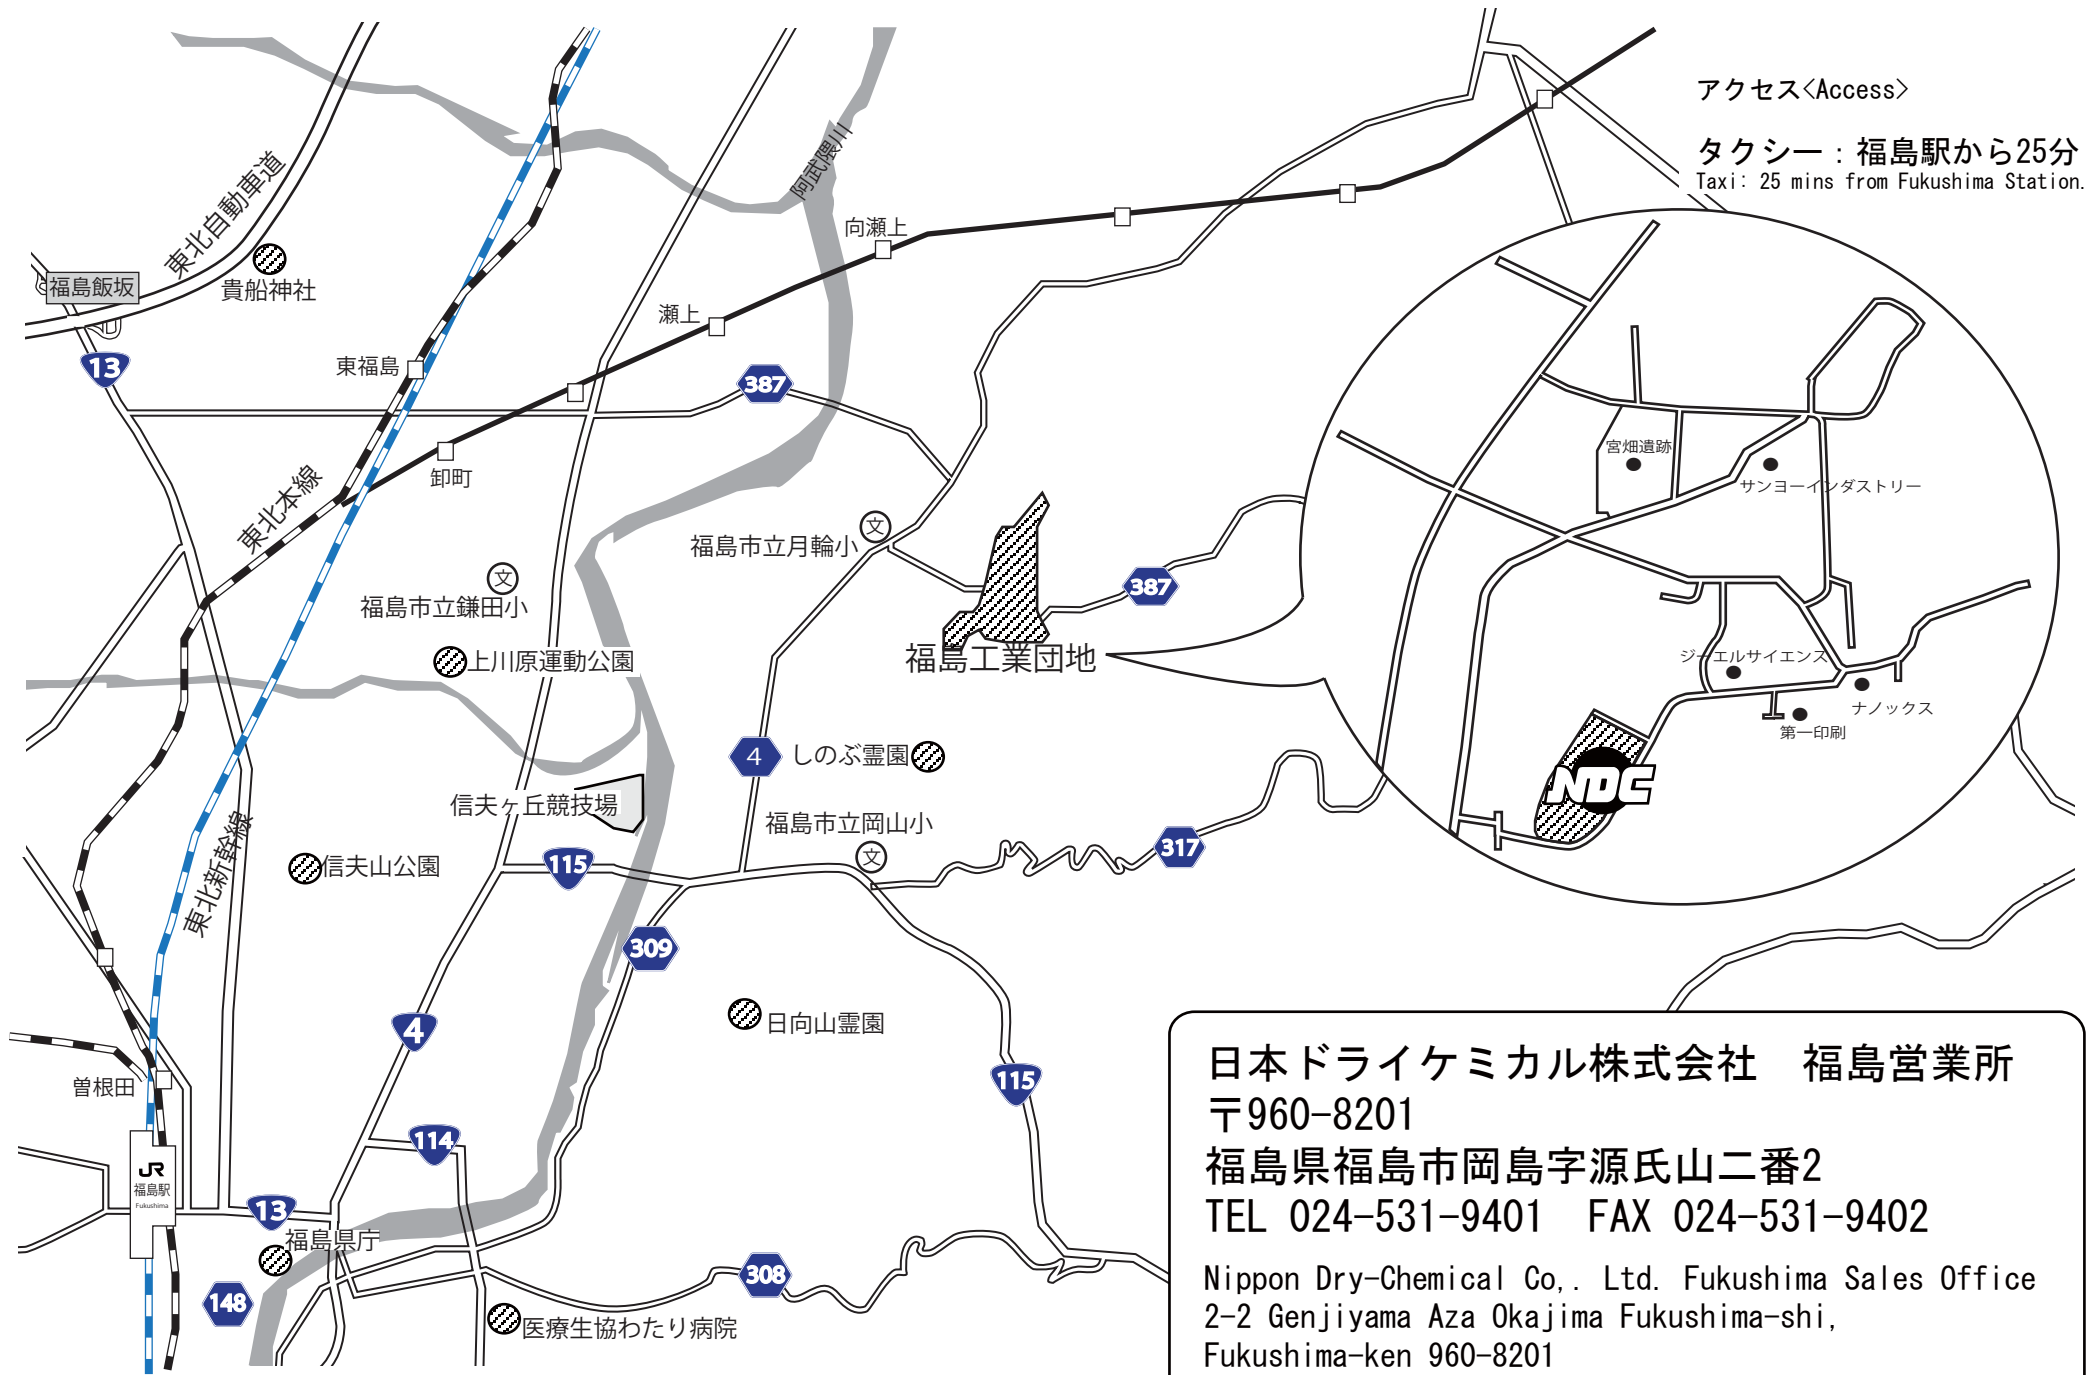 アクセス<Access>
タクシー：福島駅から25分
Taxi: 25 mins from Fukushima Station.
東北自動車道
阿武隈川
向瀬上
福島飯坂
貴船神社
瀬上
13
東福島
387
卸町
東北本線
宮畑遺跡
サンヨーインダストリー
文
福島市立月輪小
文
福島市立鎌田小
387
上川原運動公園
福島工業団地
ジーエルサイエンス
ナノックス
第一印刷
4
しのぶ霊園
NDC
信夫ヶ丘競技場
福島市立岡山小
文
317
東北新幹線
信夫山公園
115
309
日向山霊園
4
115
曽根田
114
JR
福島駅
Fukushima
13
福島県庁
148
308
医療生協わたり病院
日本ドライケミカル株式会社　福島営業所
〒960-8201
福島県福島市岡島字源氏山二番2
TEL 024-531-9401　FAX 024-531-9402
Nippon Dry-Chemical Co,. Ltd. Fukushima Sales Office
2-2 Genjiyama Aza Okajima Fukushima-shi,
Fukushima-ken 960-8201